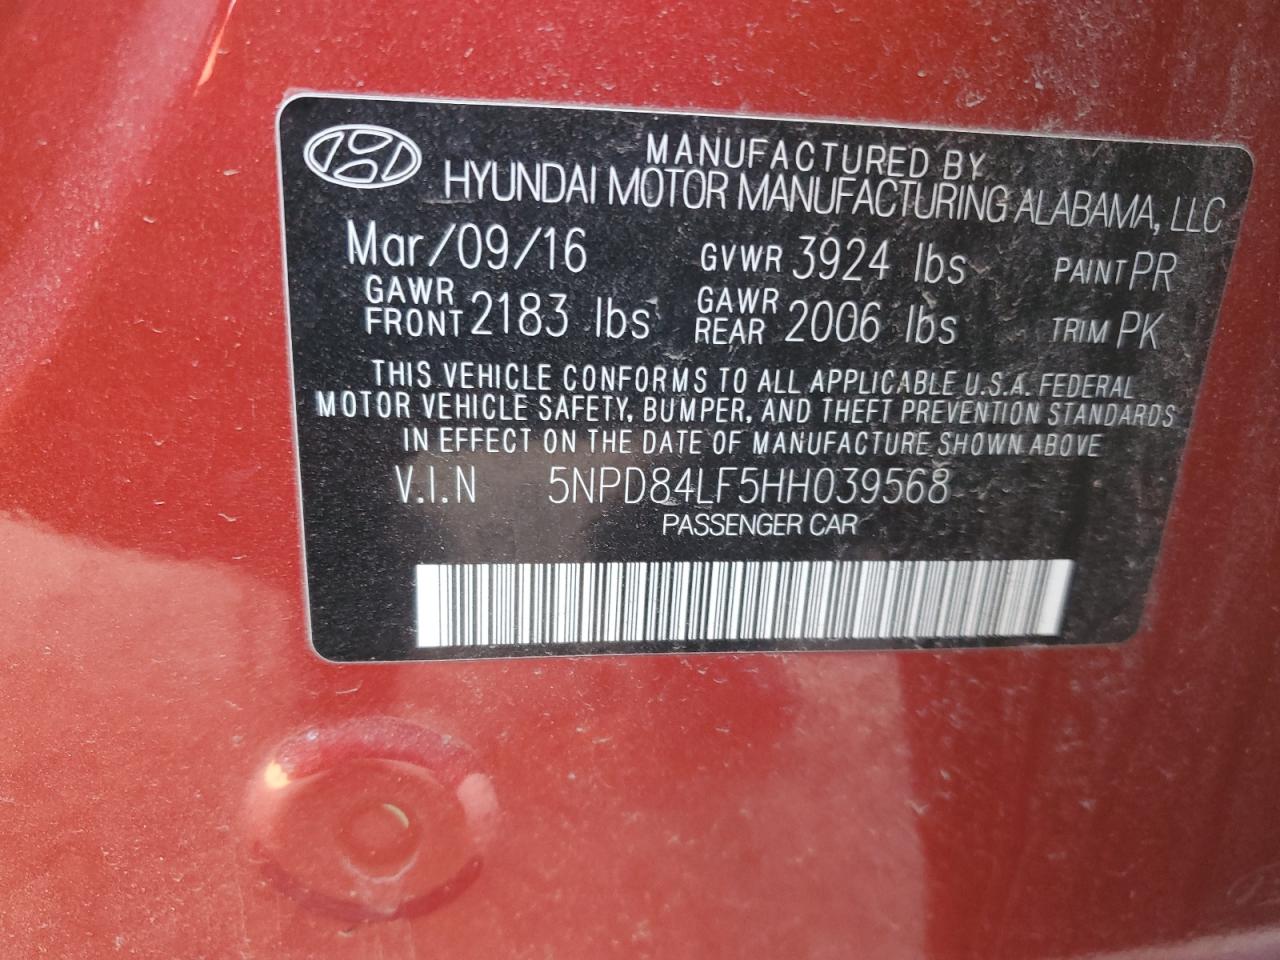 MANUFACTURED BY
HYUNDAI MOTOR MANUFACTURING ALABAMA, LLC
Mar/09/16 GVWR 3924 lbs PAINT PR
GAWR FRONT 2183 lbs GAWR REAR 2006 lbs TRIM PK
THIS VEHICLE CONFORMS TO ALL APPLICABLE U.S.A. FEDERAL
MOTOR VEHICLE SAFETY, BUMPER, AND THEFT PREVENTION STANDARDS
IN EFFECT ON THE DATE OF MANUFACTURE SHOWN ABOVE
V.I.N 5NPD84LF5HH039568
PASSENGER CAR